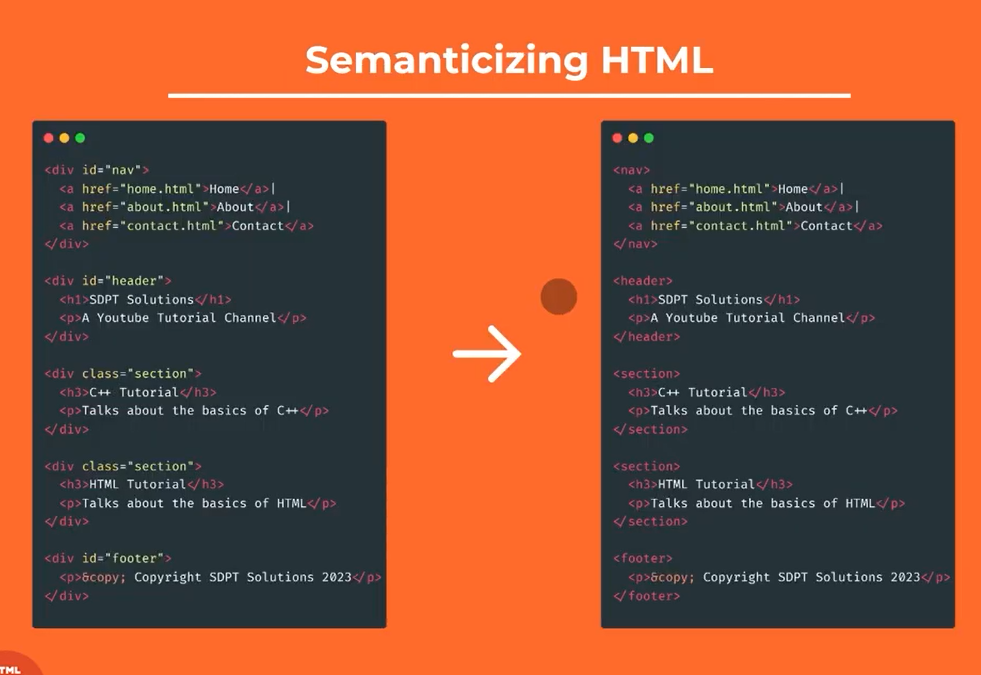 Semanticizing HTML
<div id="nav">
<a href="home.html">Home</a>|
<a href="about.html">About</a>|
<a href="contact.html">Contact</a>
</div>
<div id="header">
<h1>SDPT Solutions</h1>
<p>A Youtube Tutorial Channel</p>
</div>
<div class="section">
<h3>C++ Tutorial</h3>
<p>Talks about the basics of C++</p>
</div>
<div class="section">
<h3>HTML Tutorial</h3>
<p>Talks about the basics of HTML</p>
</div>
<div id="footer">
<p>&copy; Copyright SDPT Solutions 2023</p>
</div>
<nav>
<a href="home.html">Home</a>|
<a href="about.html">About</a>|
<a href="contact.html">Contact</a>
</nav>
<header>
<h1>SDPT Solutions</h1>
<p>A Youtube Tutorial Channel</p>
</header>
<section>
<h3>C++ Tutorial</h3>
<p>Talks about the basics of C++</p>
</section>
<section>
<h3>HTML Tutorial</h3>
<p>Talks about the basics of HTML</p>
</section>
<footer>
<p>&copy; Copyright SDPT Solutions 2023</p>
</footer>